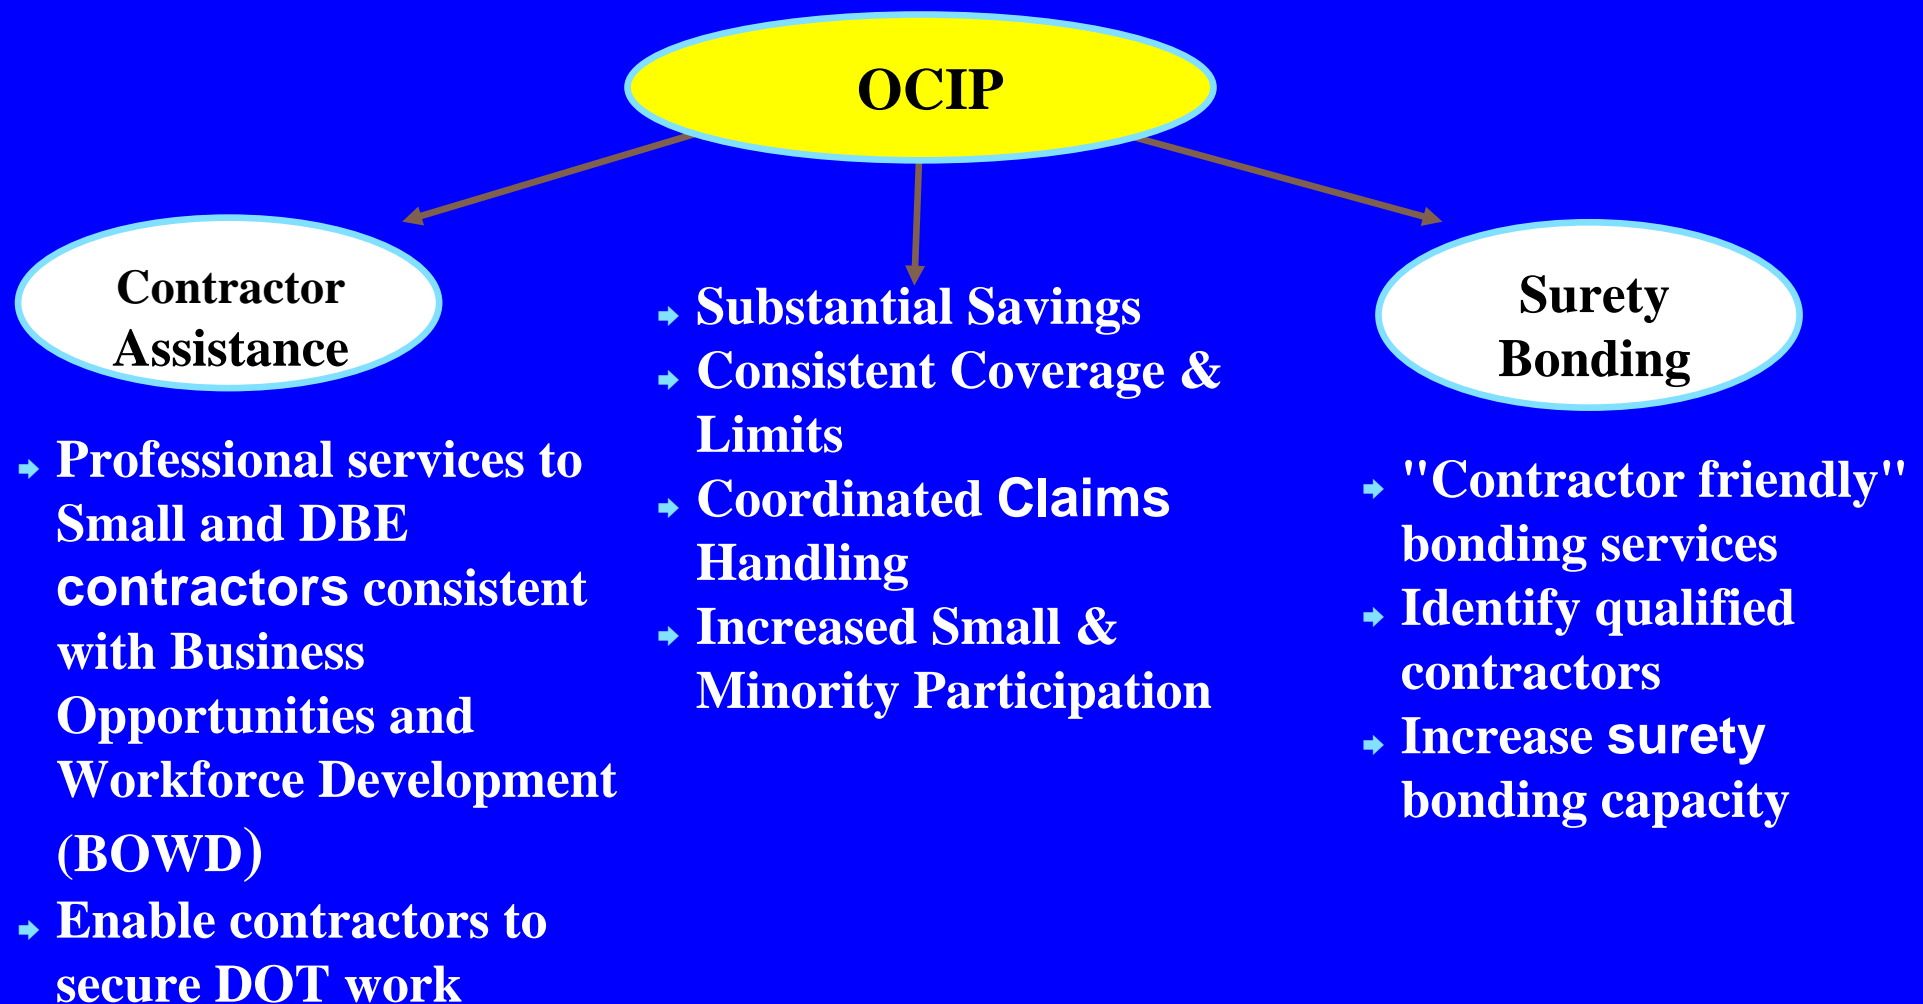 OCIP
Contractor
Assistance
Professional services to
Small and DBE
contractors consistent
with Business
Opportunities and
Workforce Development
(BOWD)
Enable contractors to
secure DOT work
Substantial Savings
Consistent Coverage &
Limits
Coordinated Claims
Handling
Increased Small &
Minority Participation
Surety
Bonding
"Contractor friendly"
bonding services
Identify qualified
contractors
Increase surety
bonding capacity